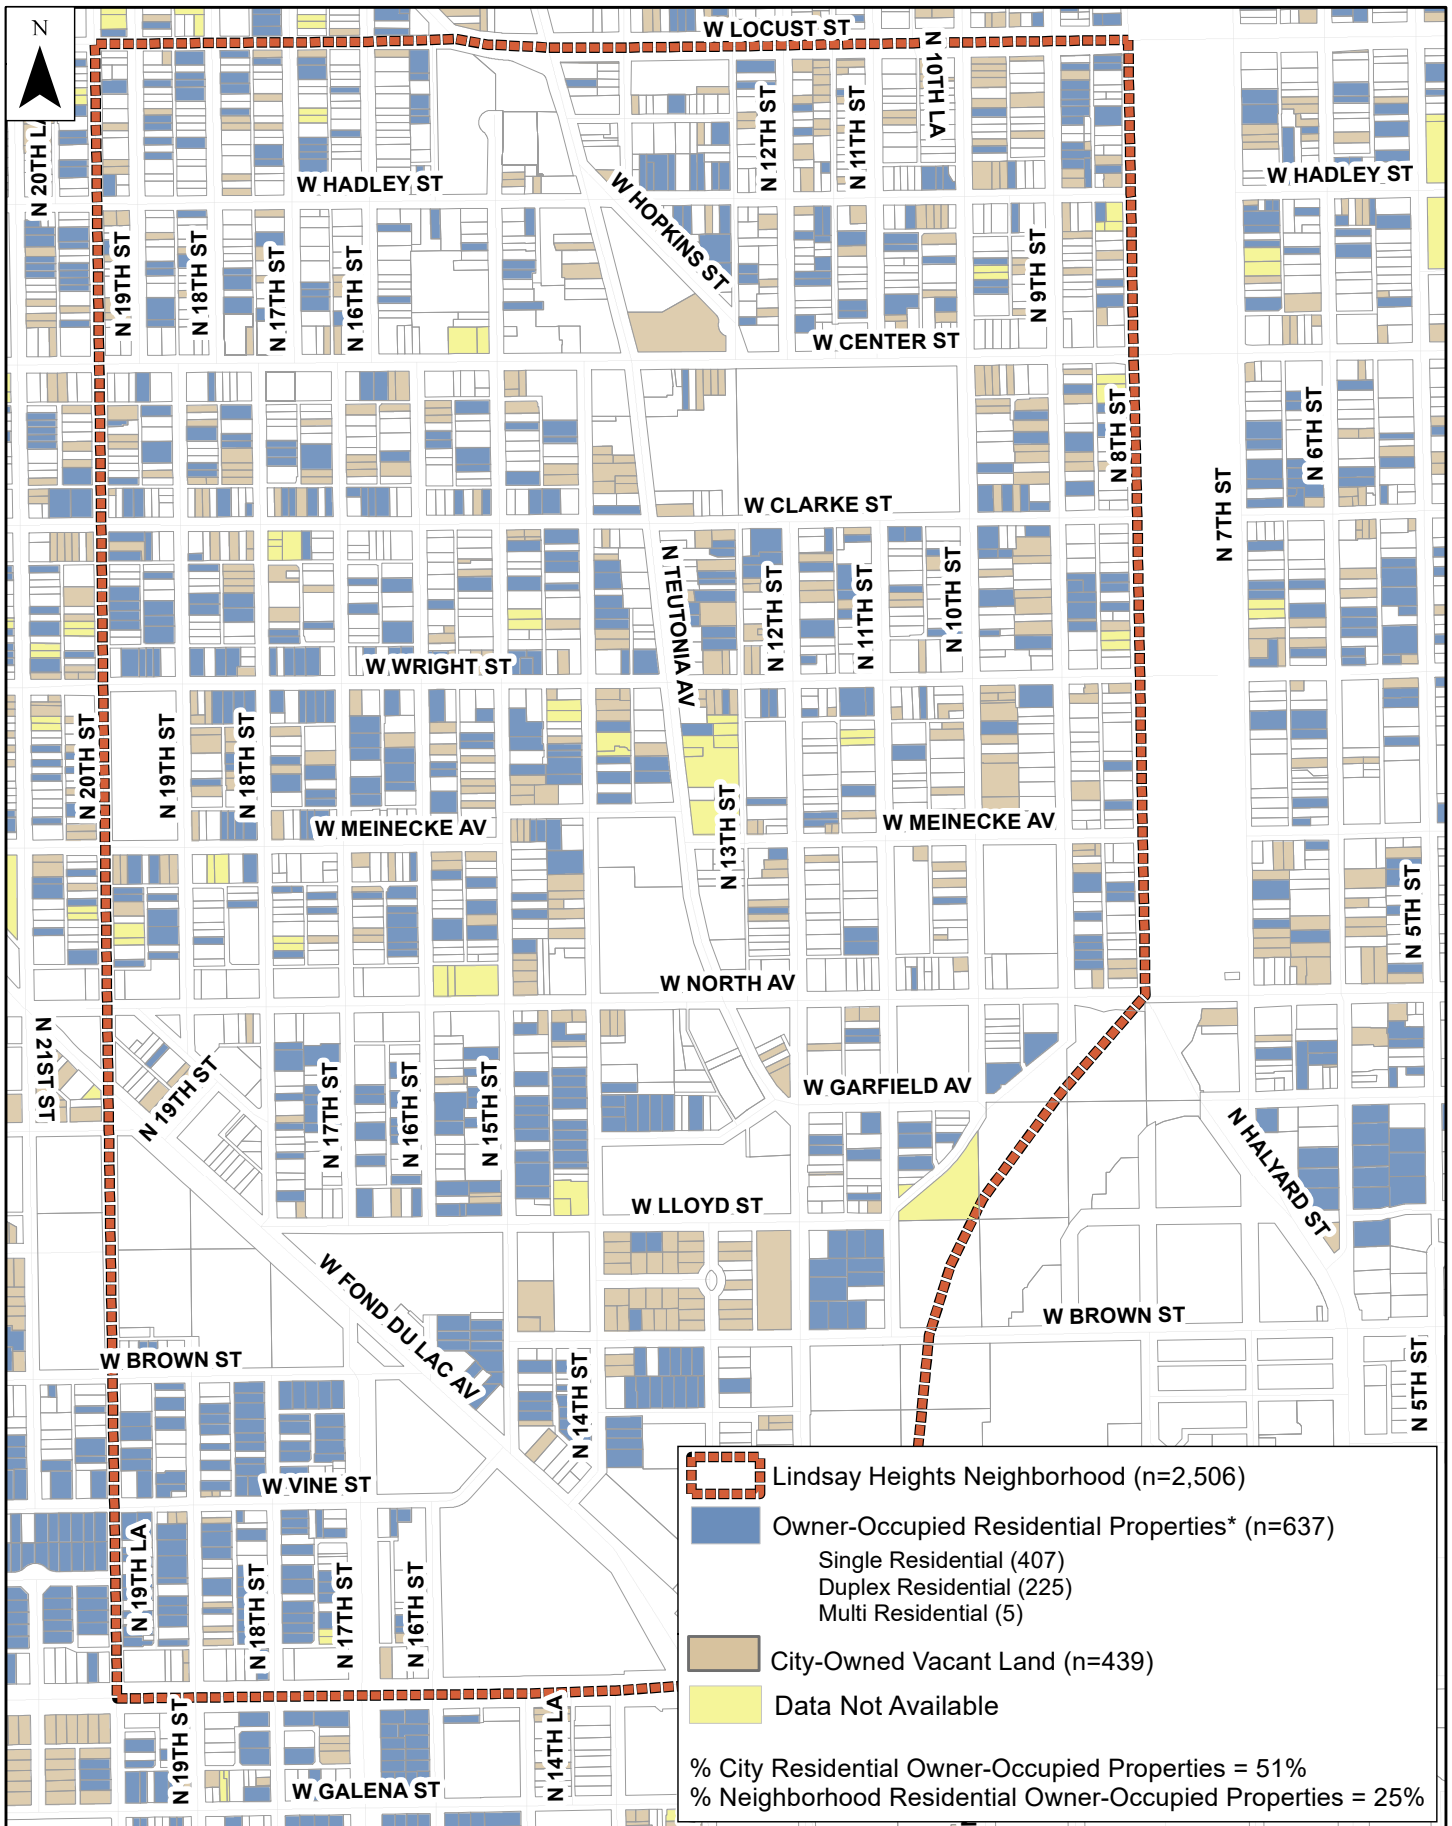 N
W LOCUST ST
N 10TH LA
N 12TH ST
N 11TH ST
N 20TH LA
W HADLEY ST
W HADLEY ST
W HOPKINS ST
N 19TH ST
N 18TH ST
N 17TH ST
N 16TH ST
N 9TH ST
W CENTER ST
N 8TH ST
N 6TH ST
N 7TH ST
W CLARKE ST
N TEUTONIA AV
N 12TH ST
N 11TH ST
N 10TH ST
W WRIGHT ST
N 20TH ST
N 19TH ST
N 18TH ST
W MEINECKE AV
N 13TH ST
W MEINECKE AV
N 5TH ST
W NORTH AV
N 21ST ST
N 19TH ST
N 17TH ST
N 16TH ST
N 15TH ST
W GARFIELD AV
N HALYARD ST
W LLOYD ST
W FOND DU LAC AV
W BROWN ST
W BROWN ST
N 14TH ST
N 5TH ST
W VINE ST
N 19TH LA
N 18TH ST
N 17TH ST
N 16TH ST
N 19TH ST
N 14TH LA
W GALENA ST
Lindsay Heights Neighborhood (n=2,506)
Owner-Occupied Residential Properties* (n=637)
Single Residential (407)
Duplex Residential (225)
Multi Residential (5)
City-Owned Vacant Land (n=439)
Data Not Available
% City Residential Owner-Occupied Properties = 51%
% Neighborhood Residential Owner-Occupied Properties = 25%